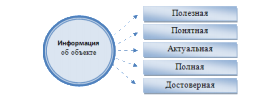 Информация
об объекте
Полезная
Понятная
Актуальная
Полная
Достоверная